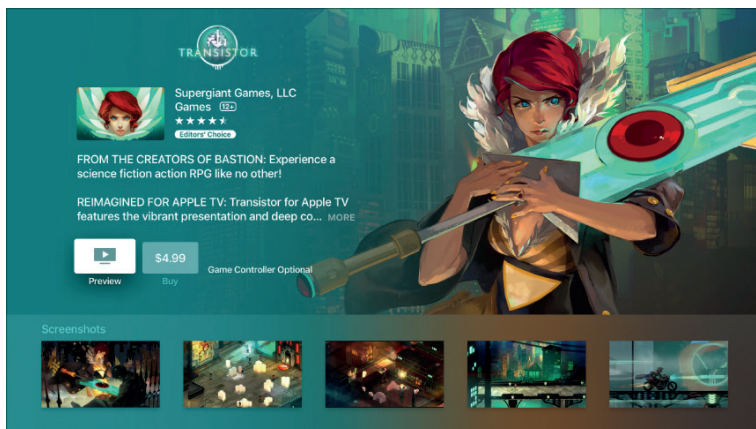 TRANSISTOR
Supergiant Games, LLC
Games 12+
Editors' Choice
FROM THE CREATORS OF BASTION: Experience a
science fiction action RPG like no other!
REIMAGINED FOR APPLE TV: Transistor for Apple TV
features the vibrant presentation and deep co... MORE
$4.99
Preview
Buy
Game Controller Optional
Screenshots